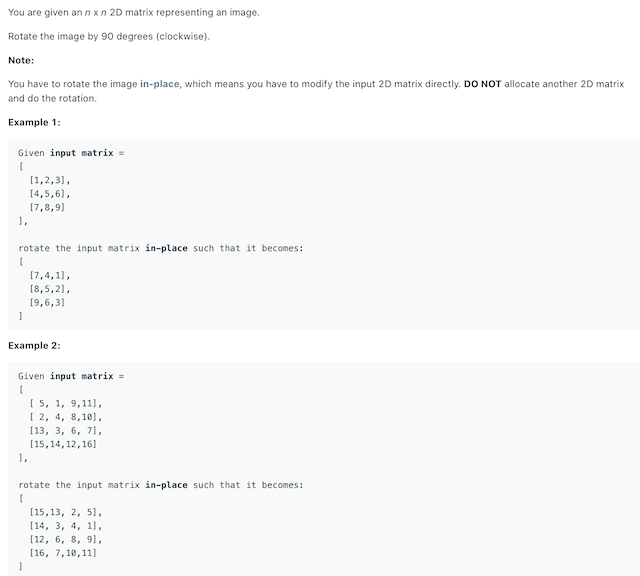 You are given an n x n 2D matrix representing an image.
Rotate the image by 90 degrees (clockwise).
Note:
You have to rotate the image in-place, which means you have to modify the input 2D matrix directly. DO NOT allocate another 2D matrix
and do the rotation.
Example 1:
Given input matrix =
[
[1,2,3],
[4,5,6],
[7,8,9]
],
rotate the input matrix in-place such that it becomes:
[
[7,4,1],
[8,5,2],
[9,6,3]
]
Example 2:
Given input matrix =
[
[ 5, 1, 9,11],
[ 2, 4, 8,10],
[13, 3, 6, 7],
[15,14,12,16]
],
rotate the input matrix in-place such that it becomes:
[
[15,13, 2, 5],
[14, 3, 4, 1],
[12, 6, 8, 9],
[16, 7,10,11]
]